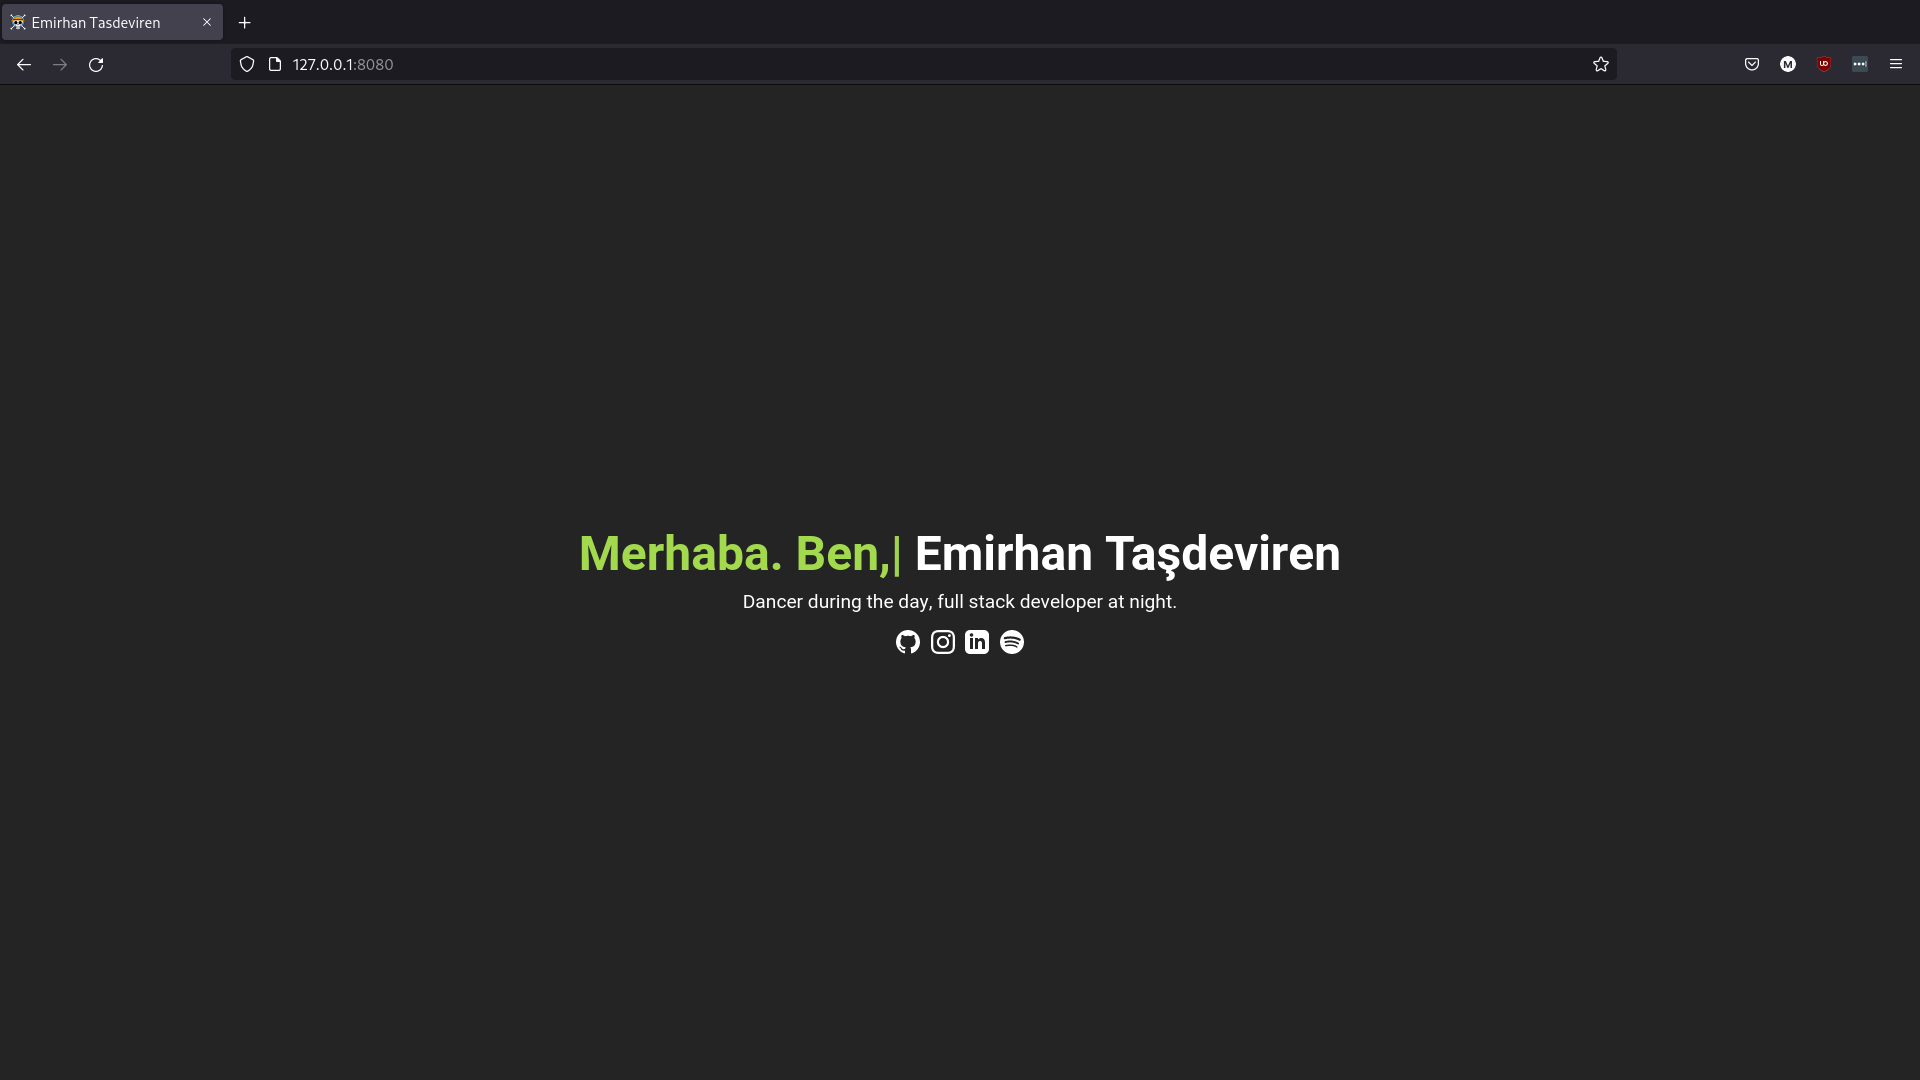 Emirhan Tasdeviren
127.0.0.1:8080
Merhaba. Ben,| Emirhan Taşdeviren
Dancer during the day, full stack developer at night.